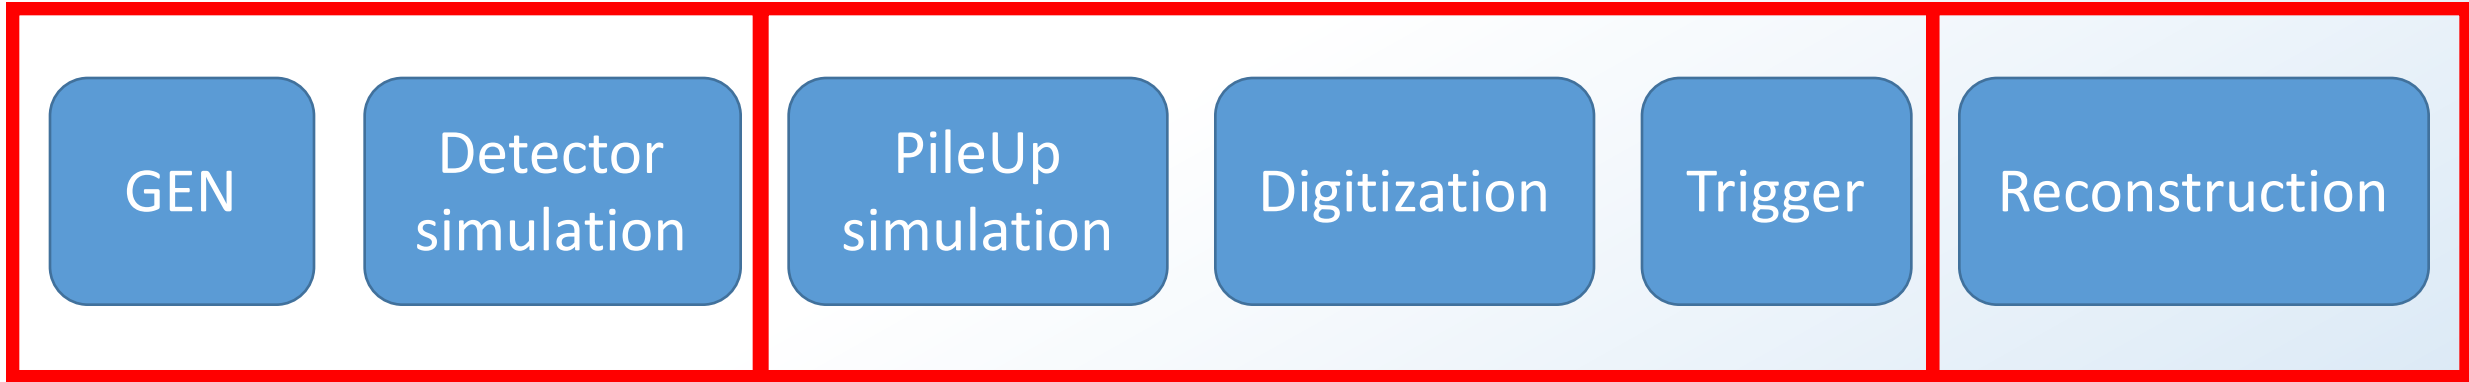 GEN
Detector
simulation
PileUp
simulation
Digitization
Trigger
Reconstruction